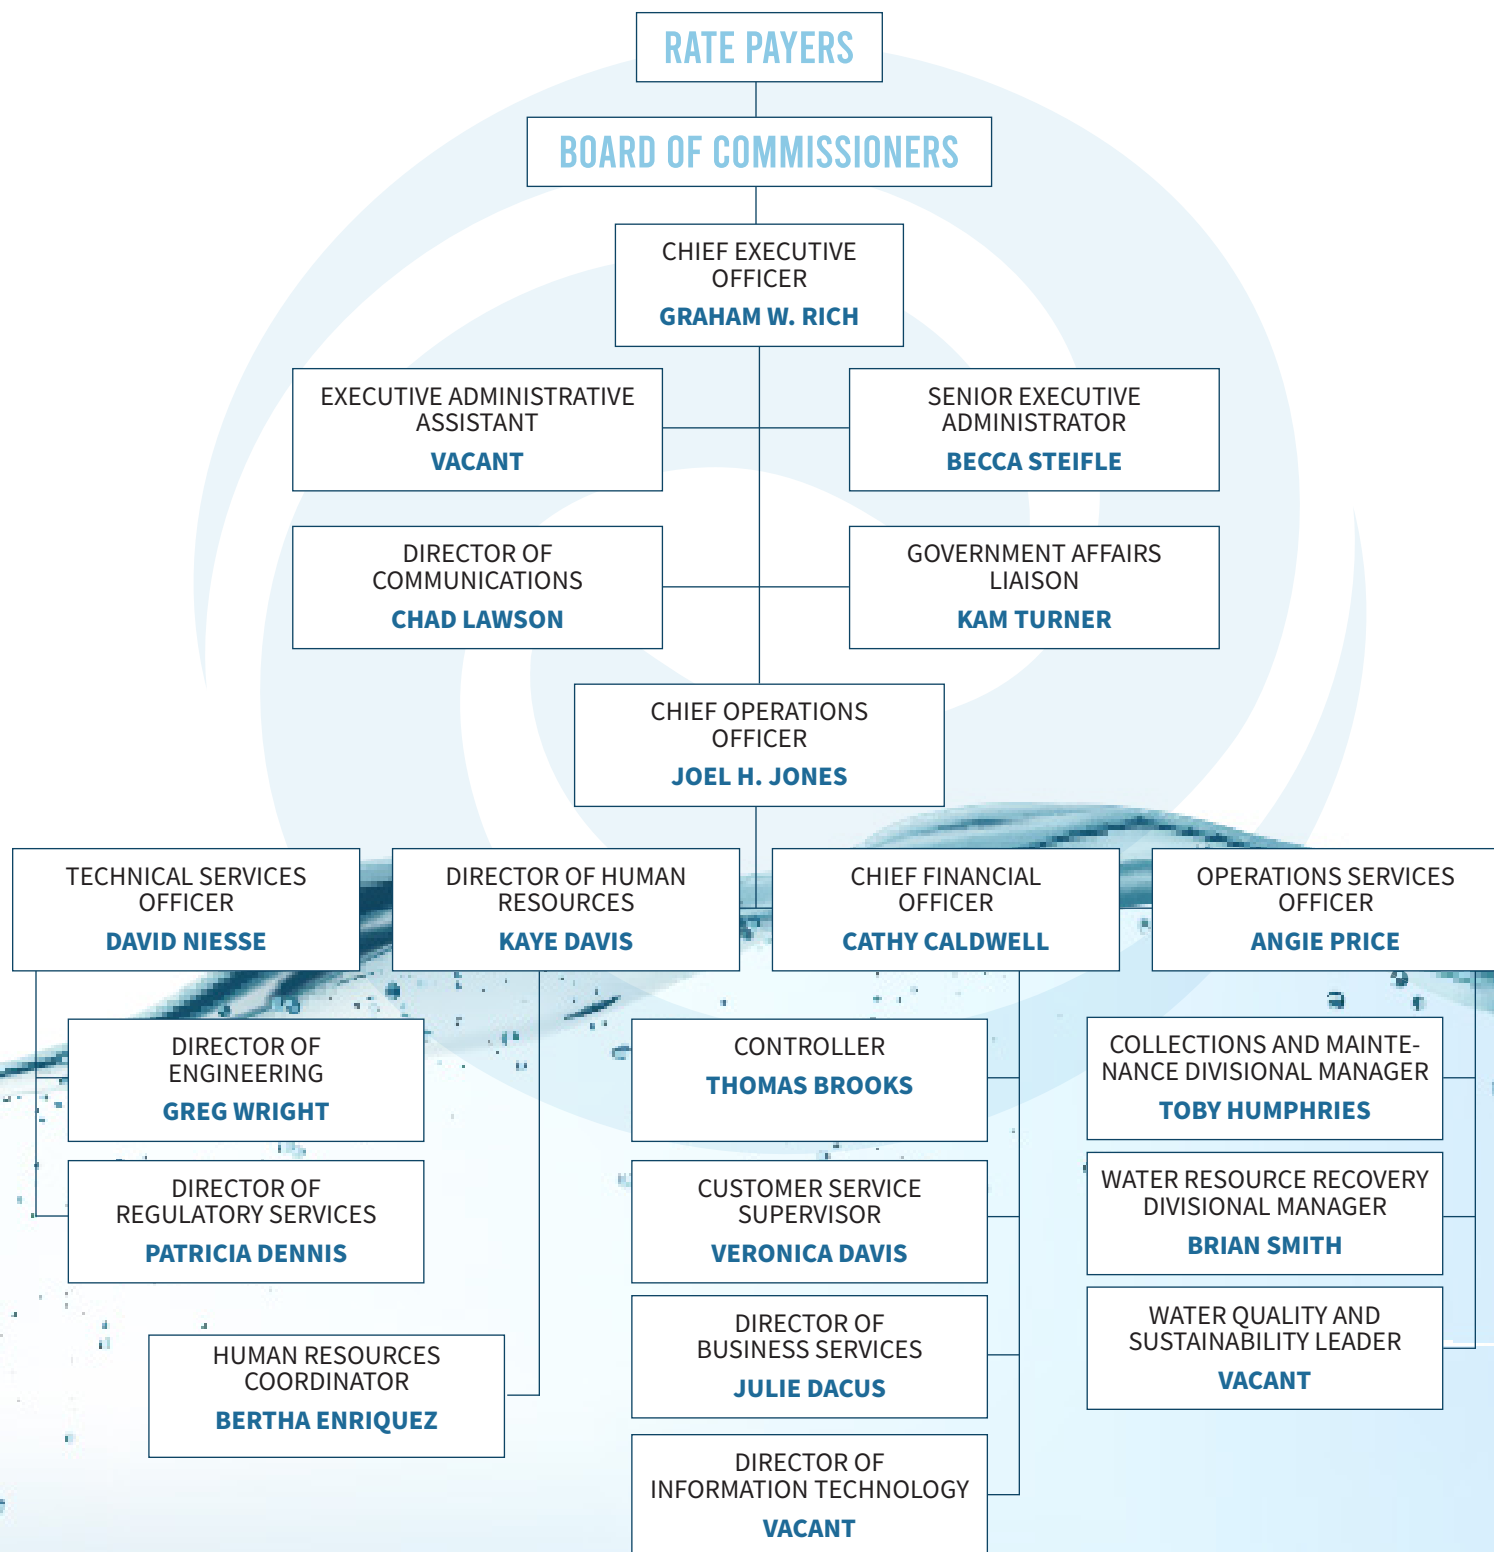 RATE PAYERS
BOARD OF COMMISSIONERS
CHIEF EXECUTIVE
OFFICER
GRAHAM W. RICH
EXECUTIVE ADMINISTRATIVE
ASSISTANT
VACANT
SENIOR EXECUTIVE
ADMINISTRATOR
BECCA STEIFLE
DIRECTOR OF
COMMUNICATIONS
CHAD LAWSON
GOVERNMENT AFFAIRS
LIAISON
KAM TURNER
CHIEF OPERATIONS
OFFICER
JOEL H. JONES
TECHNICAL SERVICES
OFFICER
DAVID NIESSE
DIRECTOR OF HUMAN
RESOURCES
KAYE DAVIS
CHIEF FINANCIAL
OFFICER
CATHY CALDWELL
OPERATIONS SERVICES
OFFICER
ANGIE PRICE
DIRECTOR OF
ENGINEERING
GREG WRIGHT
DIRECTOR OF
REGULATORY SERVICES
PATRICIA DENNIS
HUMAN RESOURCES
COORDINATOR
BERTHA ENRIQUEZ
CONTROLLER
THOMAS BROOKS
CUSTOMER SERVICE
SUPERVISOR
VERONICA DAVIS
DIRECTOR OF
BUSINESS SERVICES
JULIE DACUS
DIRECTOR OF
INFORMATION TECHNOLOGY
VACANT
COLLECTIONS AND MAINTE-
NANCE DIVISIONAL MANAGER
TOBY HUMPHRIES
WATER RESOURCE RECOVERY
DIVISIONAL MANAGER
BRIAN SMITH
WATER QUALITY AND
SUSTAINABILITY LEADER
VACANT